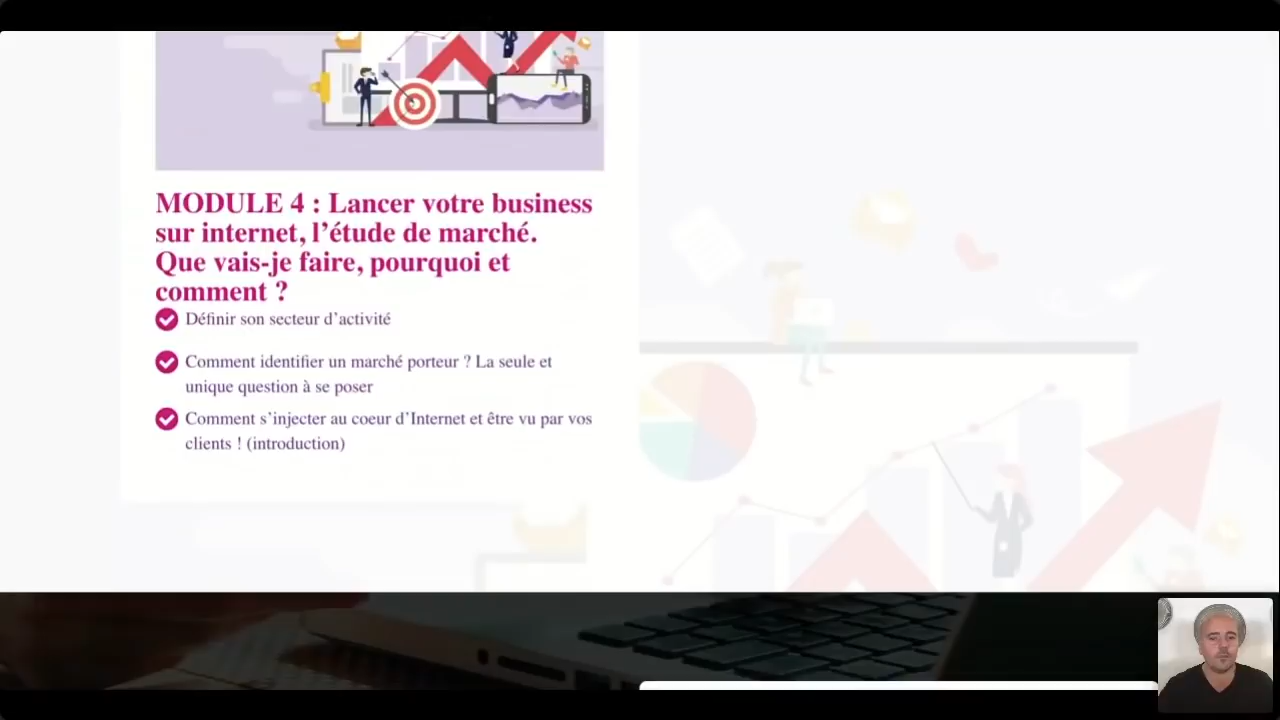 MODULE 4 : Lancer votre business
sur internet, l’étude de marché.
Que vais-je faire, pourquoi et
comment ?
Définir son secteur d’activité
Comment identifier un marché porteur ? La seule et
unique question à se poser
Comment s’injecter au coeur d’Internet et être vu par vos
clients ! (introduction)